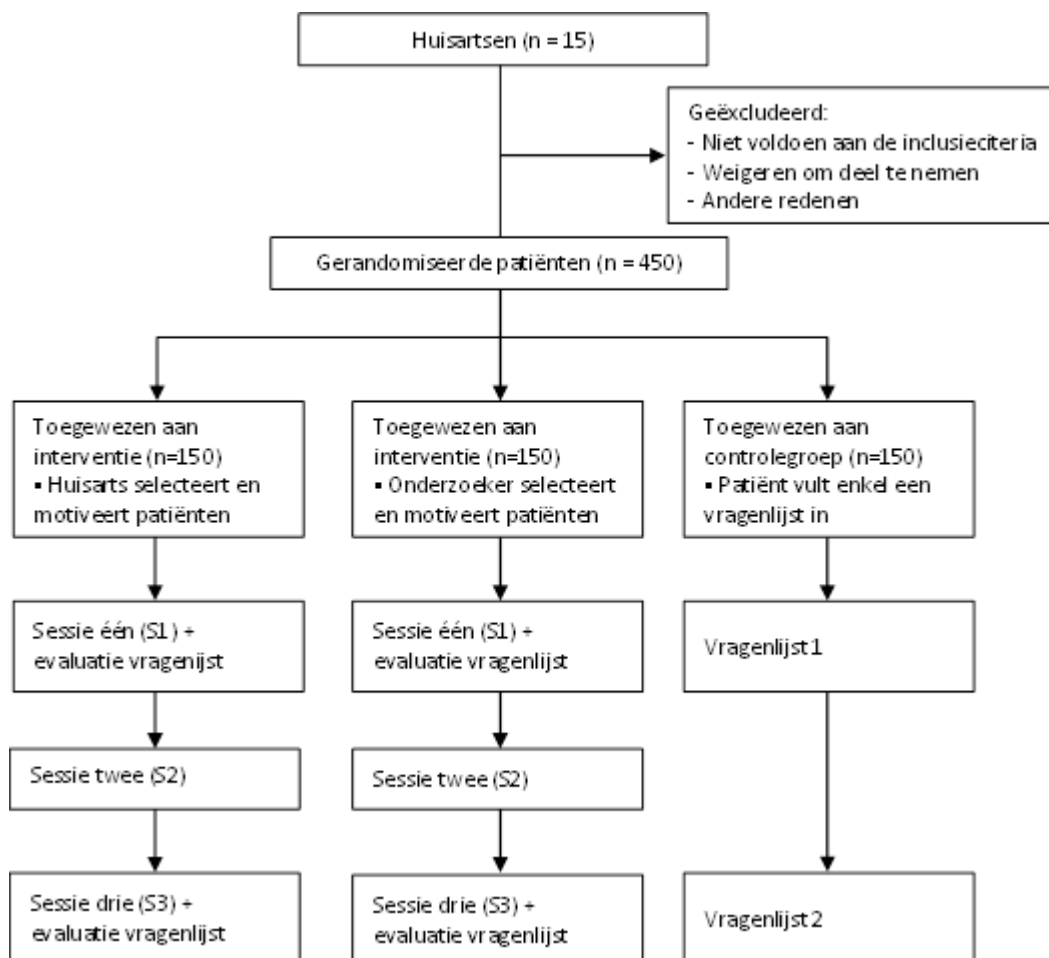 Huisartsen (n = 15)
Geëxcludeerd:
- Niet voldoen aan de inclusieciteria
- Weigeren om deel te nemen
- Andere redenen
Gerandomiseerde patiënten (n = 450)
Toegewezen aan
interventie (n=150)
▪ Huisarts selecteert en
motiveert patiënten
Toegewezen aan
interventie (n=150)
▪ Onderzoeker selecteert
en motiveert patiënten
Toegewezen aan
controlegroep (n=150)
▪ Patiënt vult enkel een
vragenlijst in
Sessie één (S1) +
evaluatie vragenijst
Sessie één (S1) +
evaluatie vragenlijst
Vragenlijst 1
Sessie twee (S2)
Sessie twee (S2)
Sessie drie (S3) +
evaluatie vragenlijst
Sessie drie (S3) +
evaluatie vragenlijst
Vragenlijst 2